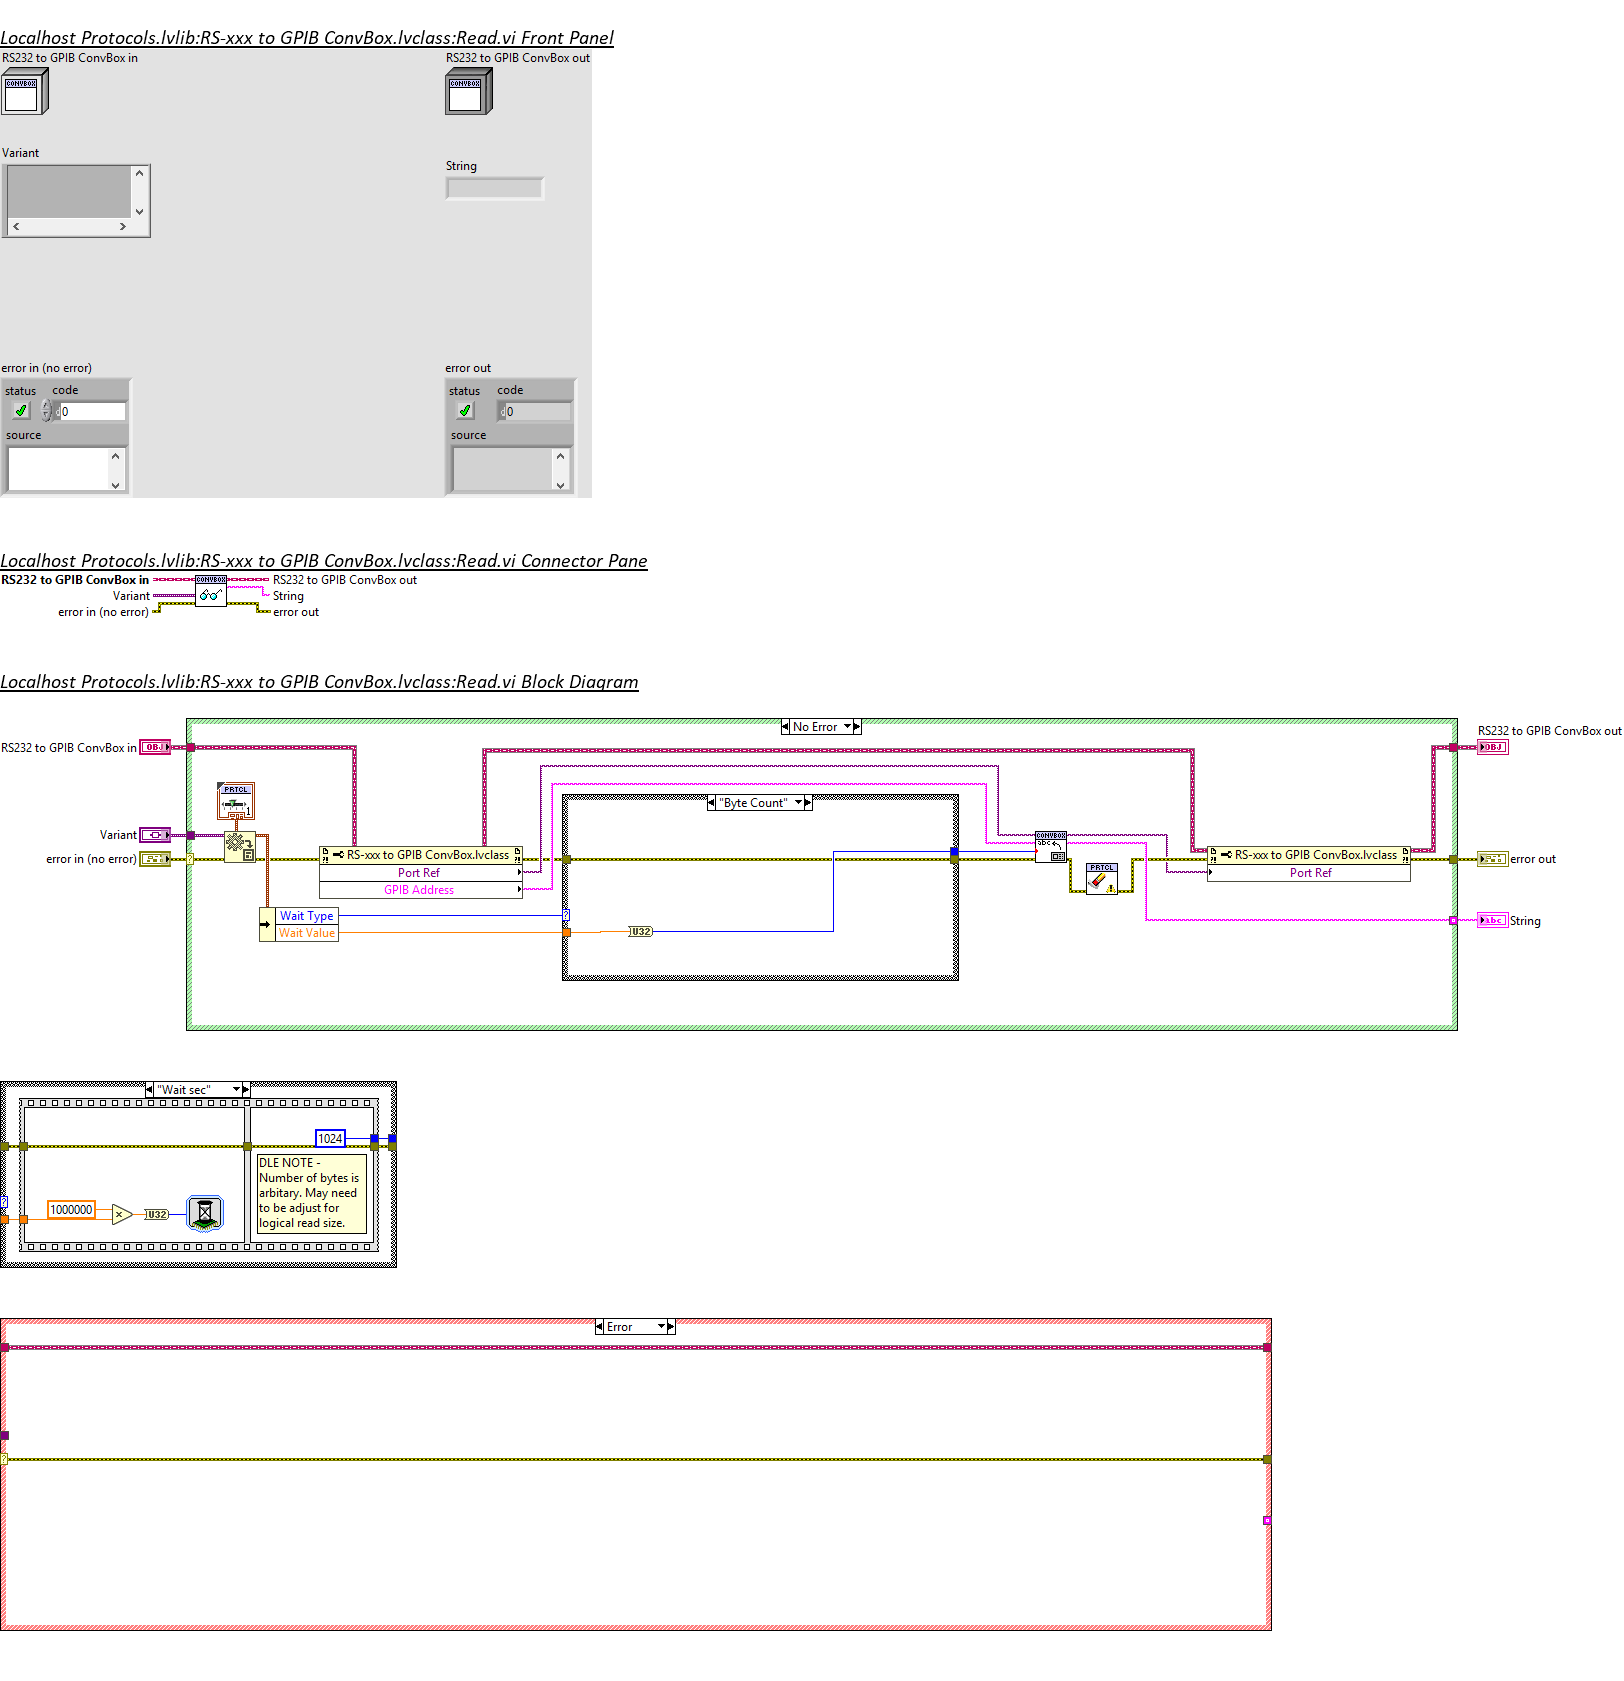 Localhost Protocols.lvlib:RS-xxx to GPIB ConvBox.lvclass:Read.vi Front Panel
RS232 to GPIB ConvBox in
RS232 to GPIB ConvBox out
CONVBOX
CONVBOX
Variant
String
error in (no error)
error out
status code
status code
d 0
d 0
source
source
Localhost Protocols.lvlib:RS-xxx to GPIB ConvBox.lvclass:Read.vi Connector Pane
RS232 to GPIB ConvBox in
CONVBOX
RS232 to GPIB ConvBox out
Variant
String
error in (no error)
error out
Localhost Protocols.lvlib:RS-xxx to GPIB ConvBox.lvclass:Read.vi Block Diagram
No Error
RS232 to GPIB ConvBox out
RS232 to GPIB ConvBox in
OBJ
OBJ
PRTCL
1
"Byte Count"
Variant
CONVBOX
abc
error in (no error)
?
RS-xxx to GPIB ConvBox.lvclass
RS-xxx to GPIB ConvBox.lvclass
error out
Port Ref
PRTCL
Port Ref
GPIB Address
Wait Type
?
Wait Value
U32
abc
String
"Wait sec"
1024
DLE NOTE -
Number of bytes is
arbitary. May need
to be adjust for
logical read size.
?
1000000
x
U32
Error
?